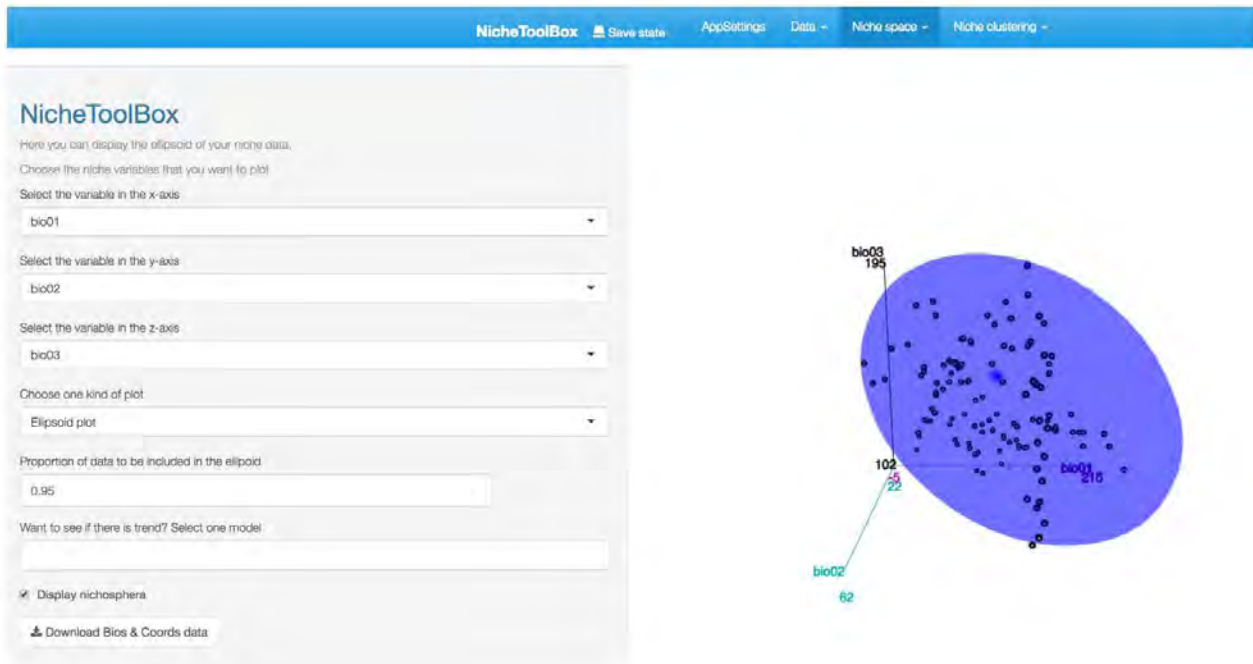 NicheToolBox Save state AppSettings Data Niche space Niche clustering
NicheToolBox
Here you can display the ellipsoid of your niche data.
Choose the niche variables that you want to plot
Select the variable in the x-axis
bio01
Select the variable in the y-axis
bio02
Select the variable in the z-axis
bio03
Choose one kind of plot
Ellipsoid plot
Proportion of data to be included in the ellipoid
0.95
Want to see if there is trend? Select one model
Display nichosphera
Download Bios & Coords data
bio03
195
102
-5
22
bio01
215
bio02
62